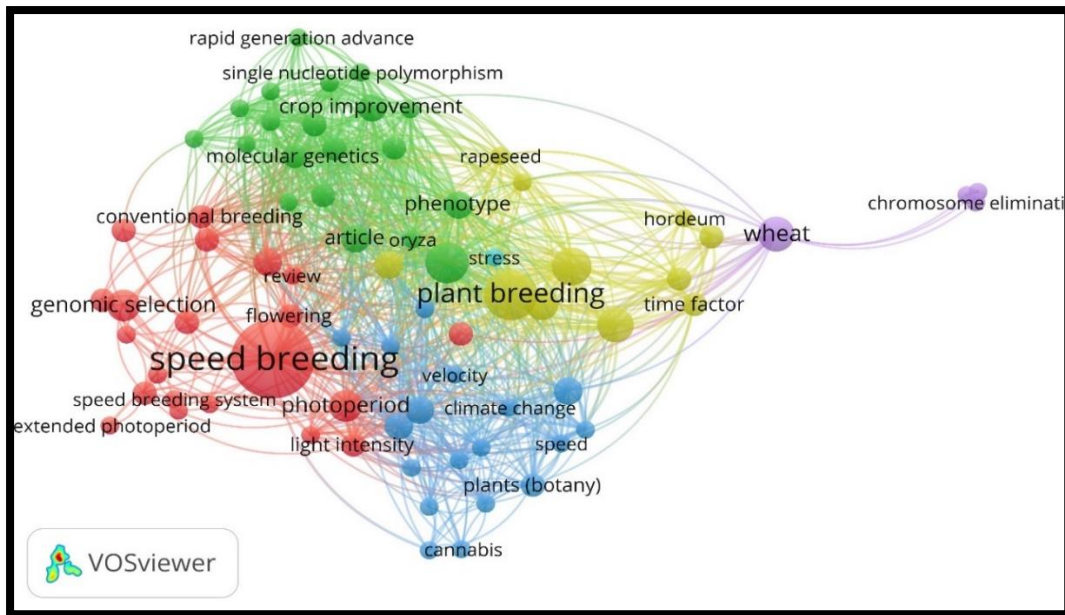 rapid generation advance
single nucleotide polymorphism
crop improvement
molecular genetics
rapeseed
phenotype
chromosome eliminati
conventional breeding
hordeum
wheat
article
oryza
stress
review
plant breeding
genomic selection
time factor
flowering
speed breeding
velocity
speed breeding system
photoperiod
climate change
extended photoperiod
light intensity
speed
plants (botany)
cannabis
VOSviewer